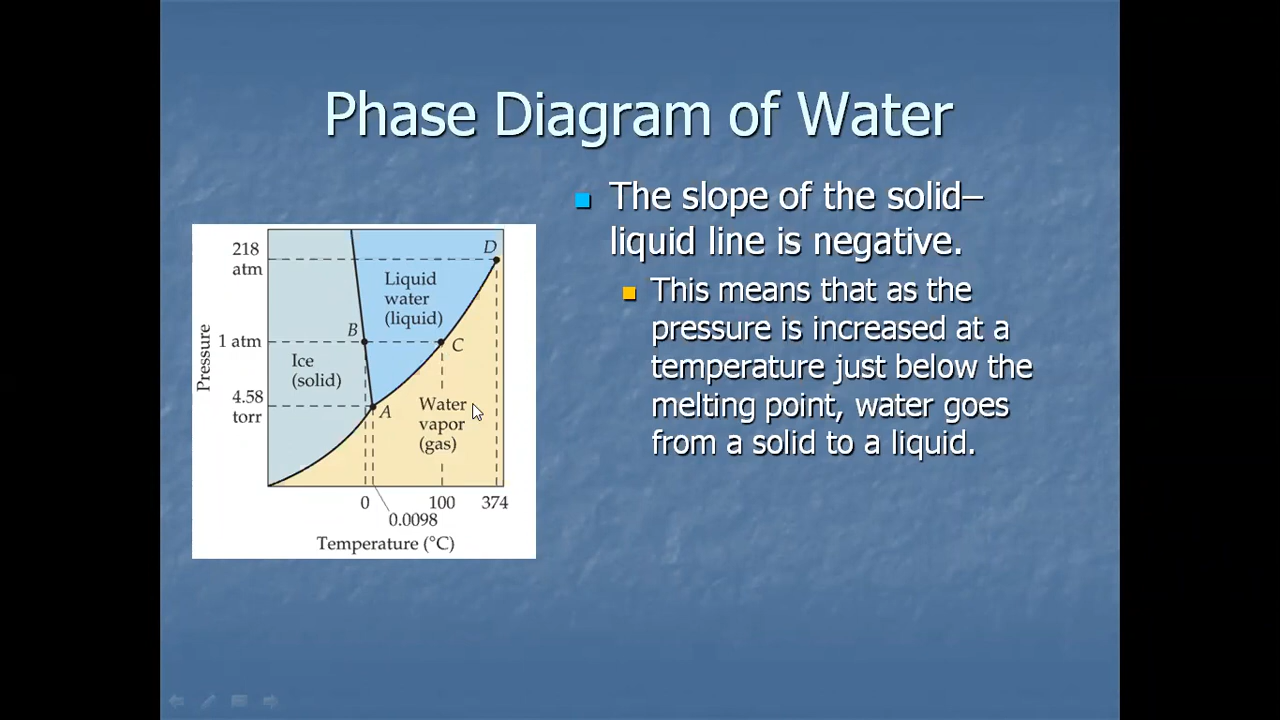 Phase Diagram of Water
The slope of the solid–
liquid line is negative.
This means that as the
pressure is increased at a
temperature just below the
melting point, water goes
from a solid to a liquid.
218
atm
D
Liquid
water
(liquid)
B
1 atm
C
Pressure
Ice
(solid)
4.58
torr
A
Water
vapor
(gas)
0 100 374
0.0098
Temperature (°C)